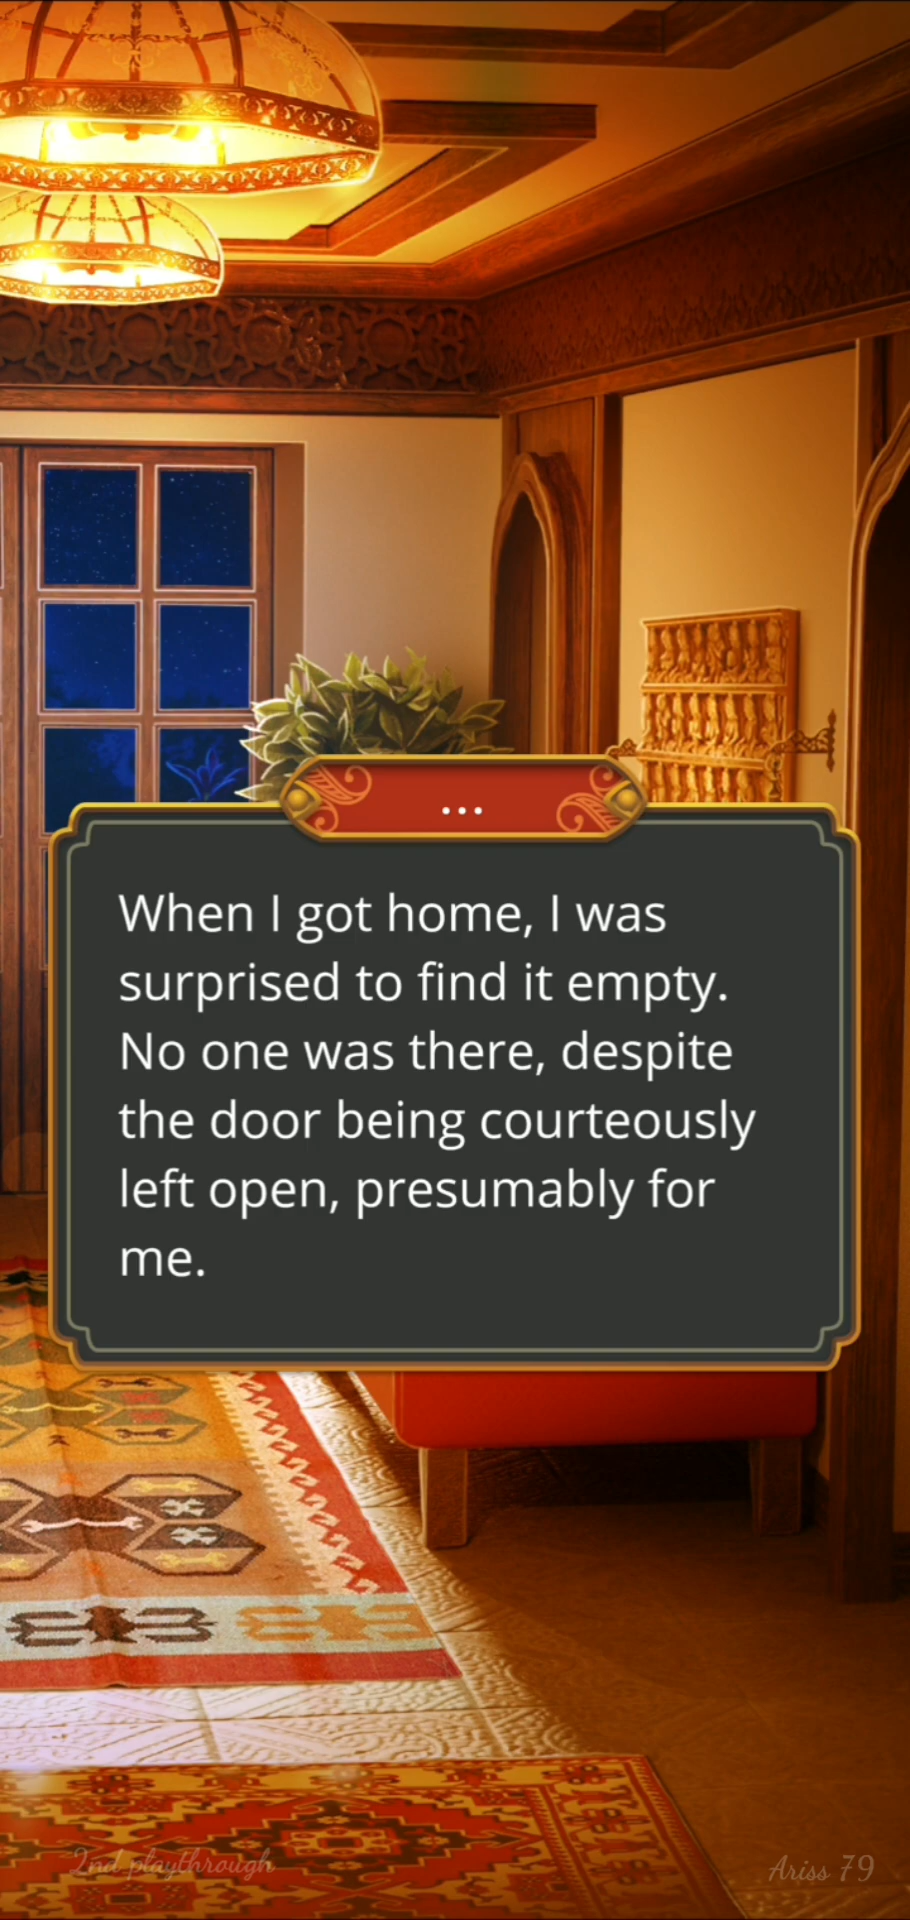 ...
When I got home, I was
surprised to find it empty.
No one was there, despite
the door being courteously
left open, presumably for
me.
2nd playthrough
Ariss 79